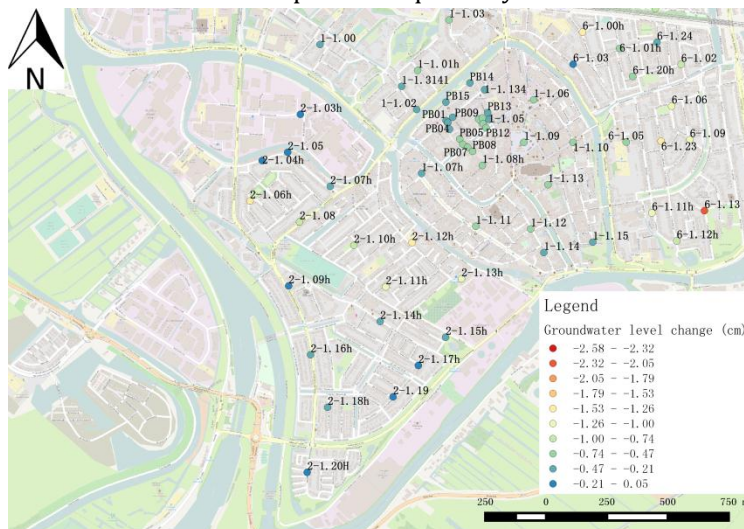 1-1.03
1-1.00
6-1.00h
6-1.24
6-1.01h
6-1.03
6-1.02
1-1.01h
6-1.20h
1-1.3141
PB14
1-1.134
1-1.06
PB15
1-1.02
6-1.06
2-1.03h
PB01
PB09
PB13
1-1.05
PB04
PB05
PB12
1-1.09
1-1.10
6-1.05
6-1.09
6-1.23
2-1.05
2-1.04h
PB07
PB08
1-1.07h
1-1.08h
2-1.07h
1-1.13
2-1.06h
6-1.13
6-1.11h
2-1.08
1-1.11
1-1.12
2-1.10h
2-1.12h
1-1.14
1-1.15
6-1.12h
2-1.09h
2-1.11h
2-1.13h
2-1.14h
2-1.15h
2-1.16h
2-1.17h
2-1.19
2-1.18h
2-1.20H
N
Legend
Groundwater level change (cm)
-2.58 - -2.32
-2.32 - -2.05
-2.05 - -1.79
-1.79 - -1.53
-1.53 - -1.26
-1.26 - -1.00
-1.00 - -0.74
-0.74 - -0.47
-0.47 - -0.21
-0.21 - 0.05
250 0 250 500 750